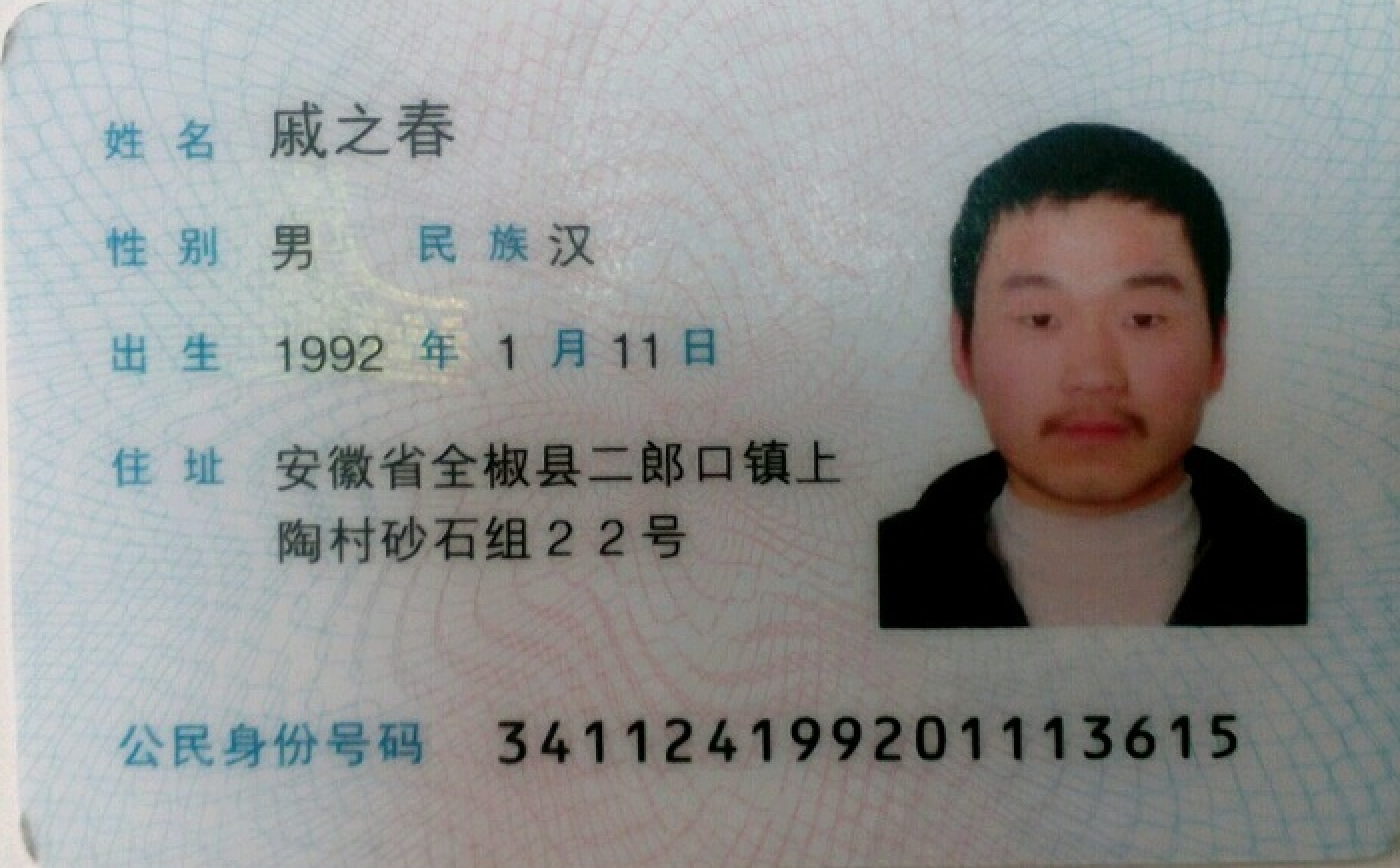 姓名 戚之春
性别 男 民族 汉
出生 1992 年 1 月 11 日
住址 安徽省全椒县二郎口镇上
陶村砂石组22号
公民身份号码 341124199201113615